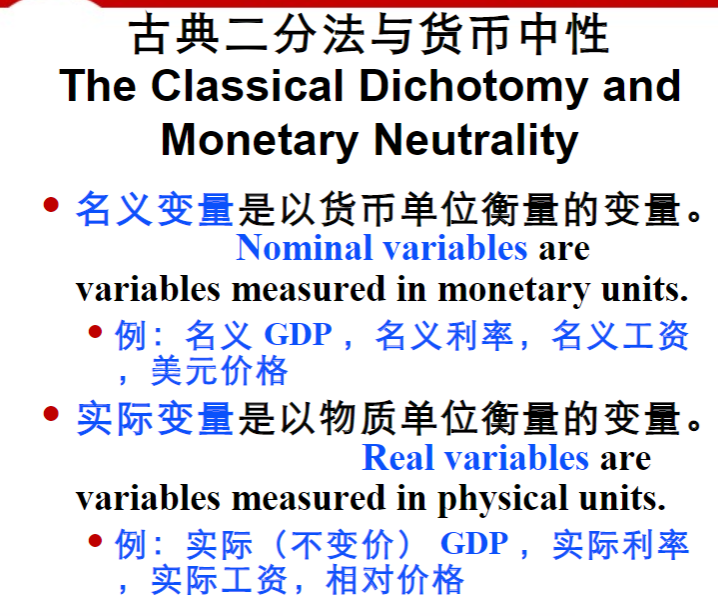 古典二分法与货币中性
The Classical Dichotomy and
Monetary Neutrality
• 名义变量是以货币单位衡量的变量。
Nominal variables are
variables measured in monetary units.
• 例：名义 GDP ，名义利率，名义工资
，美元价格
• 实际变量是以物质单位衡量的变量。
Real variables are
variables measured in physical units.
• 例：实际（不变价） GDP ，实际利率
，实际工资，相对价格